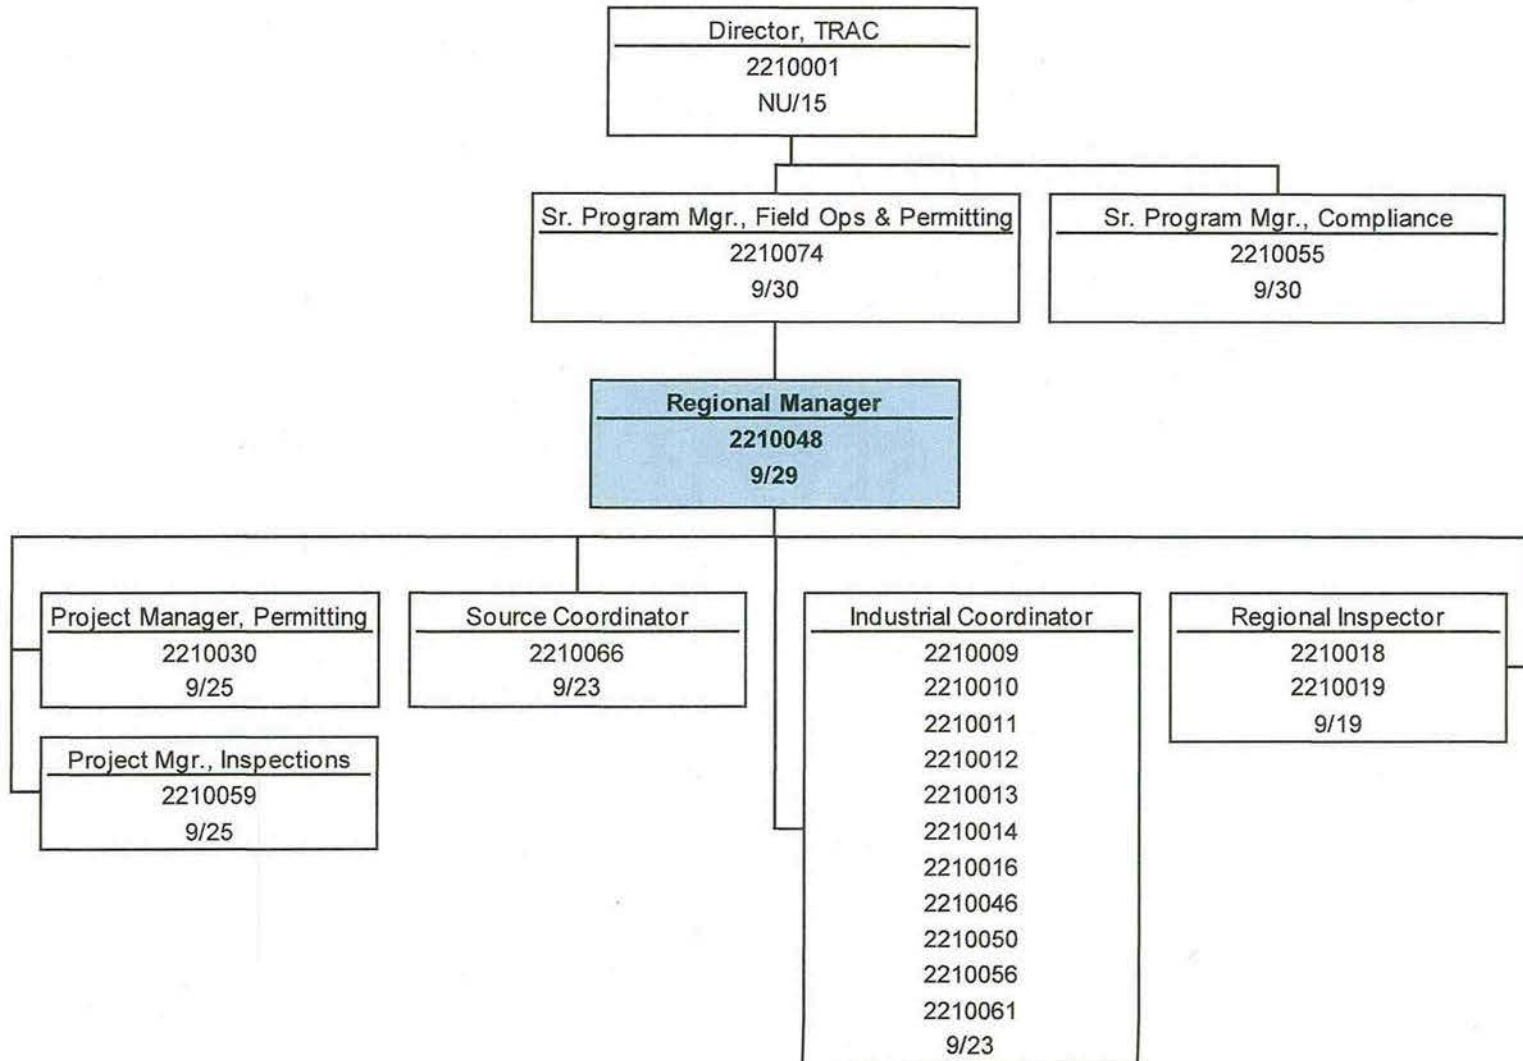 Director, TRAC
2210001
NU/15
Sr. Program Mgr., Field Ops & Permitting
2210074
9/30
Sr. Program Mgr., Compliance
2210055
9/30
Regional Manager
2210048
9/29
Project Manager, Permitting
2210030
9/25
Project Mgr., Inspections
2210059
9/25
Source Coordinator
2210066
9/23
Industrial Coordinator
2210009
2210010
2210011
2210012
2210013
2210014
2210016
2210046
2210050
2210056
2210061
9/23
Regional Inspector
2210018
2210019
9/19